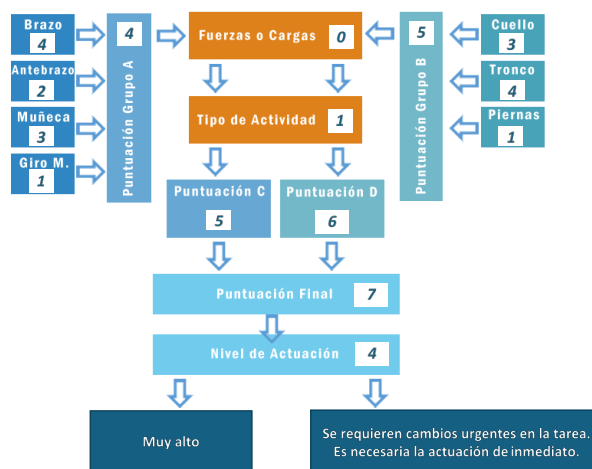 Brazo
4
Antebrazo
2
Muñeca
3
Giro M.
1
4
Puntuación Grupo A
Fuerzas o Cargas 0
Tipo de Actividad 1
5
Puntuación Grupo B
Cuello
3
Tronco
4
Piernas
1
Puntuación C
5
Puntuación D
6
Puntuación Final 7
Nivel de Actuación 4
Muy alto
Se requieren cambios urgentes en la tarea.
Es necesaria la actuación de inmediato.